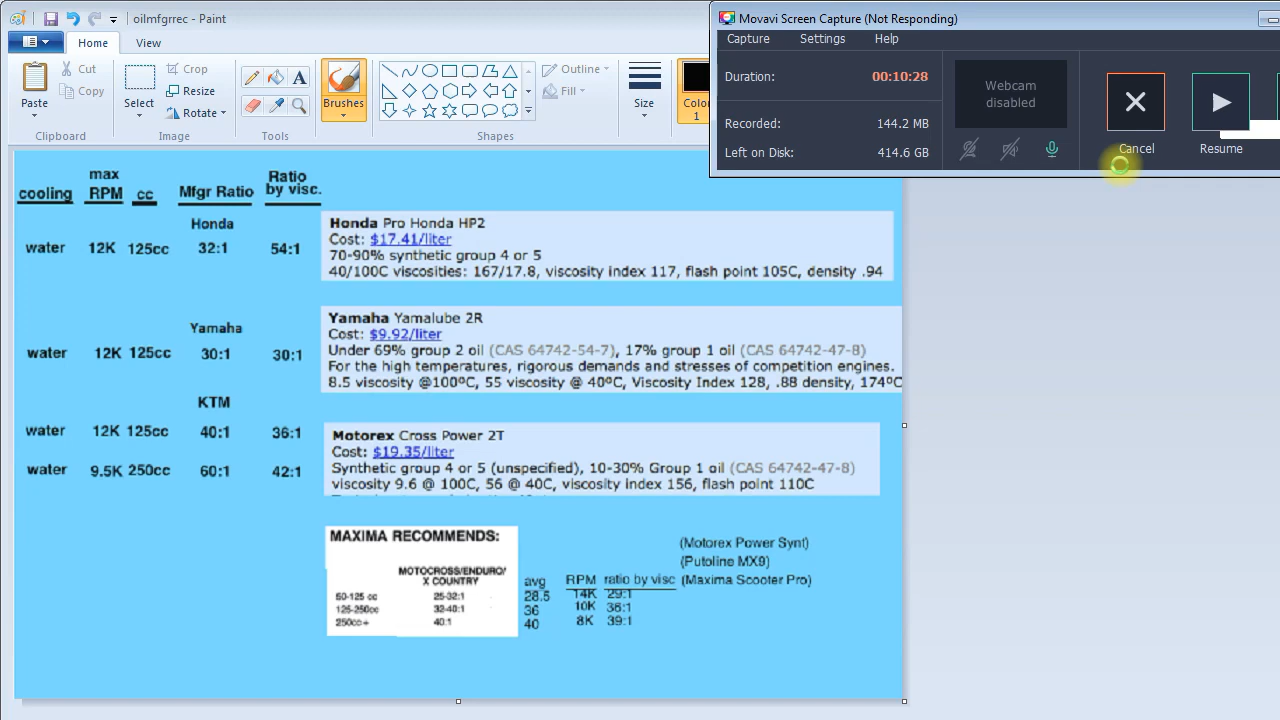 oilmfgrrec - Paint
Movavi Screen Capture (Not Responding)
Home View
Capture Settings Help
Cut
Copy
Paste
Crop
Resize
Rotate
Select
Brushes
Outline
Fill
Size
Color
1
Clipboard
Image
Tools
Shapes
Duration: 00:10:28
Recorded: 144.2 MB
Left on Disk: 414.6 GB
Webcam
disabled
Cancel
Resume
cooling max RPM cc Mfgr Ratio Ratio by visc.
Honda
water 12K 125cc 32:1 54:1
Honda Pro Honda HP2
Cost: $17.41/liter
70-90% synthetic group 4 or 5
40/100C viscosities: 167/17.8, viscosity index 117, flash point 105C, density .94
Yamaha
water 12K 125cc 30:1 30:1
Yamaha Yamalube 2R
Cost: $9.92/liter
Under 69% group 2 oil (CAS 64742-54-7), 17% group 1 oil (CAS 64742-47-8)
For the high temperatures, rigorous demands and stresses of competition engines.
8.5 viscosity @100ºC, 55 viscosity @ 40ºC, Viscosity Index 128, .88 density, 174ºC
KTM
water 12K 125cc 40:1 36:1
water 9.5K 250cc 60:1 42:1
Motorex Cross Power 2T
Cost: $19.35/liter
Synthetic group 4 or 5 (unspecified), 10-30% Group 1 oil (CAS 64742-47-8)
viscosity 9.6 @ 100C, 56 @ 40C, viscosity index 156, flash point 110C
MAXIMA RECOMMENDS:
MOTOCROSS/ENDURO/
X COUNTRY
50-125 cc 25-32:1
125-250cc 32-40:1
250cc+ 40:1
avg RPM ratio by visc
28.5 14K 29:1
36 10K 36:1
40 8K 39:1
(Motorex Power Synt)
(Putoline MX9)
(Maxima Scooter Pro)